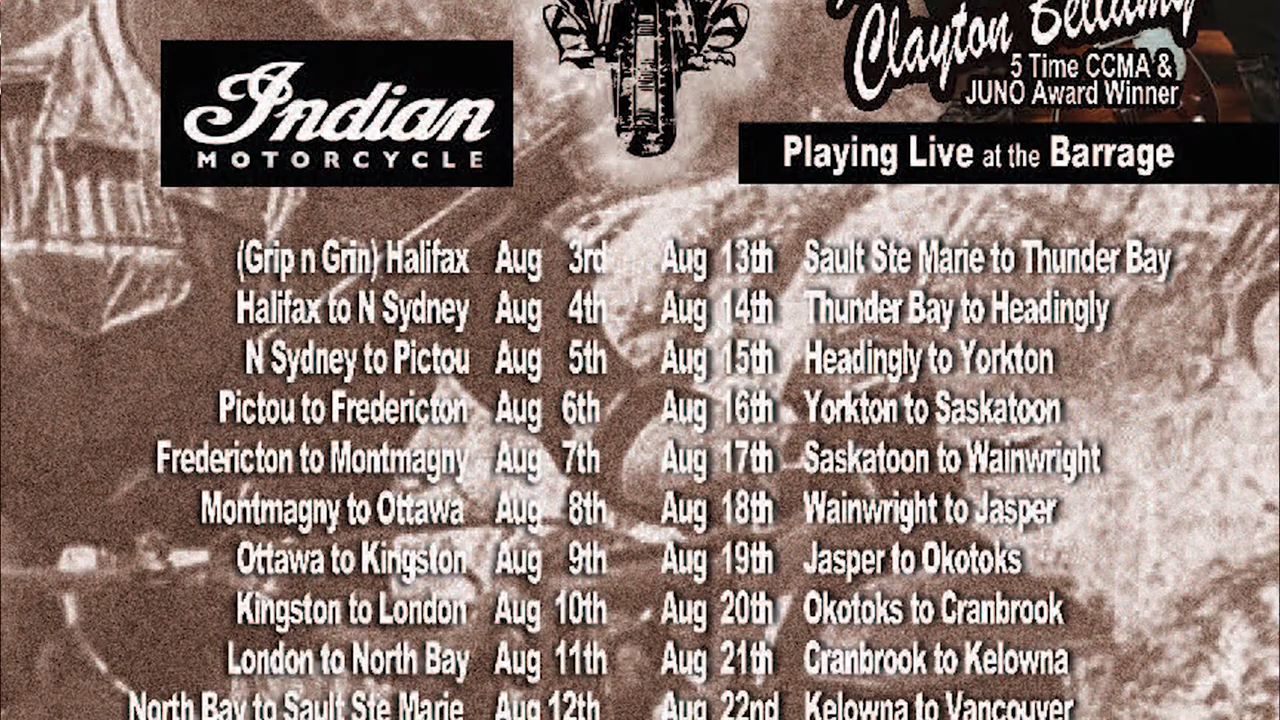 Clayton Bellamy
5 Time CCMA &
JUNO Award Winner
Indian
MOTORCYCLE
Playing Live at the Barrage
(Grip n Grin) Halifax Aug 3rd Aug 13th Sault Ste Marie to Thunder Bay
Halifax to N Sydney Aug 4th Aug 14th Thunder Bay to Headingly
N Sydney to Pictou Aug 5th Aug 15th Headingly to Yorkton
Pictou to Fredericton Aug 6th Aug 16th Yorkton to Saskatoon
Fredericton to Montmagny Aug 7th Aug 17th Saskatoon to Wainwright
Montmagny to Ottawa Aug 8th Aug 18th Wainwright to Jasper
Ottawa to Kingston Aug 9th Aug 19th Jasper to Okotoks
Kingston to London Aug 10th Aug 20th Okotoks to Cranbrook
London to North Bay Aug 11th Aug 21th Cranbrook to Kelowna
North Bay to Sault Ste Marie Aug 12th Aug 22nd Kelowna to Vancouver